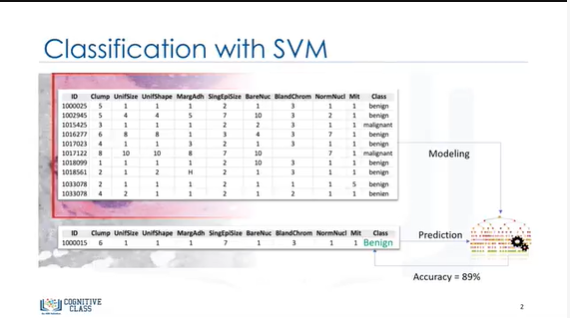 Classification with SVM
ID Clump UnifSize UnifShape MargAdh SingEpiSize BareNuc BlandChrom NormNucl Mit Class
1000025 5 1 1 1 2 1 3 1 1 benign
1002945 5 4 4 5 7 10 3 2 1 benign
1015425 3 1 1 1 2 2 3 1 1 malignant
1016277 6 8 8 1 3 4 3 7 1 benign
1017023 4 1 1 3 2 1 3 1 1 benign
1017122 8 10 10 8 7 10 7 1 malignant
1018099 1 1 1 1 2 10 3 1 1 benign
1018561 2 1 2 H 2 1 3 1 1 benign
1033078 2 1 1 1 2 1 1 1 5 benign
1033078 4 2 1 1 2 1 2 1 1 benign
Modeling
ID Clump UnifSize UnifShape MargAdh SingEpiSize BareNuc BlandChrom NormNucl Mit Class
1000015 6 1 1 1 7 1 3 1 1 Benign
Prediction
Accuracy = 89%
COGNITIVE
CLASS
2